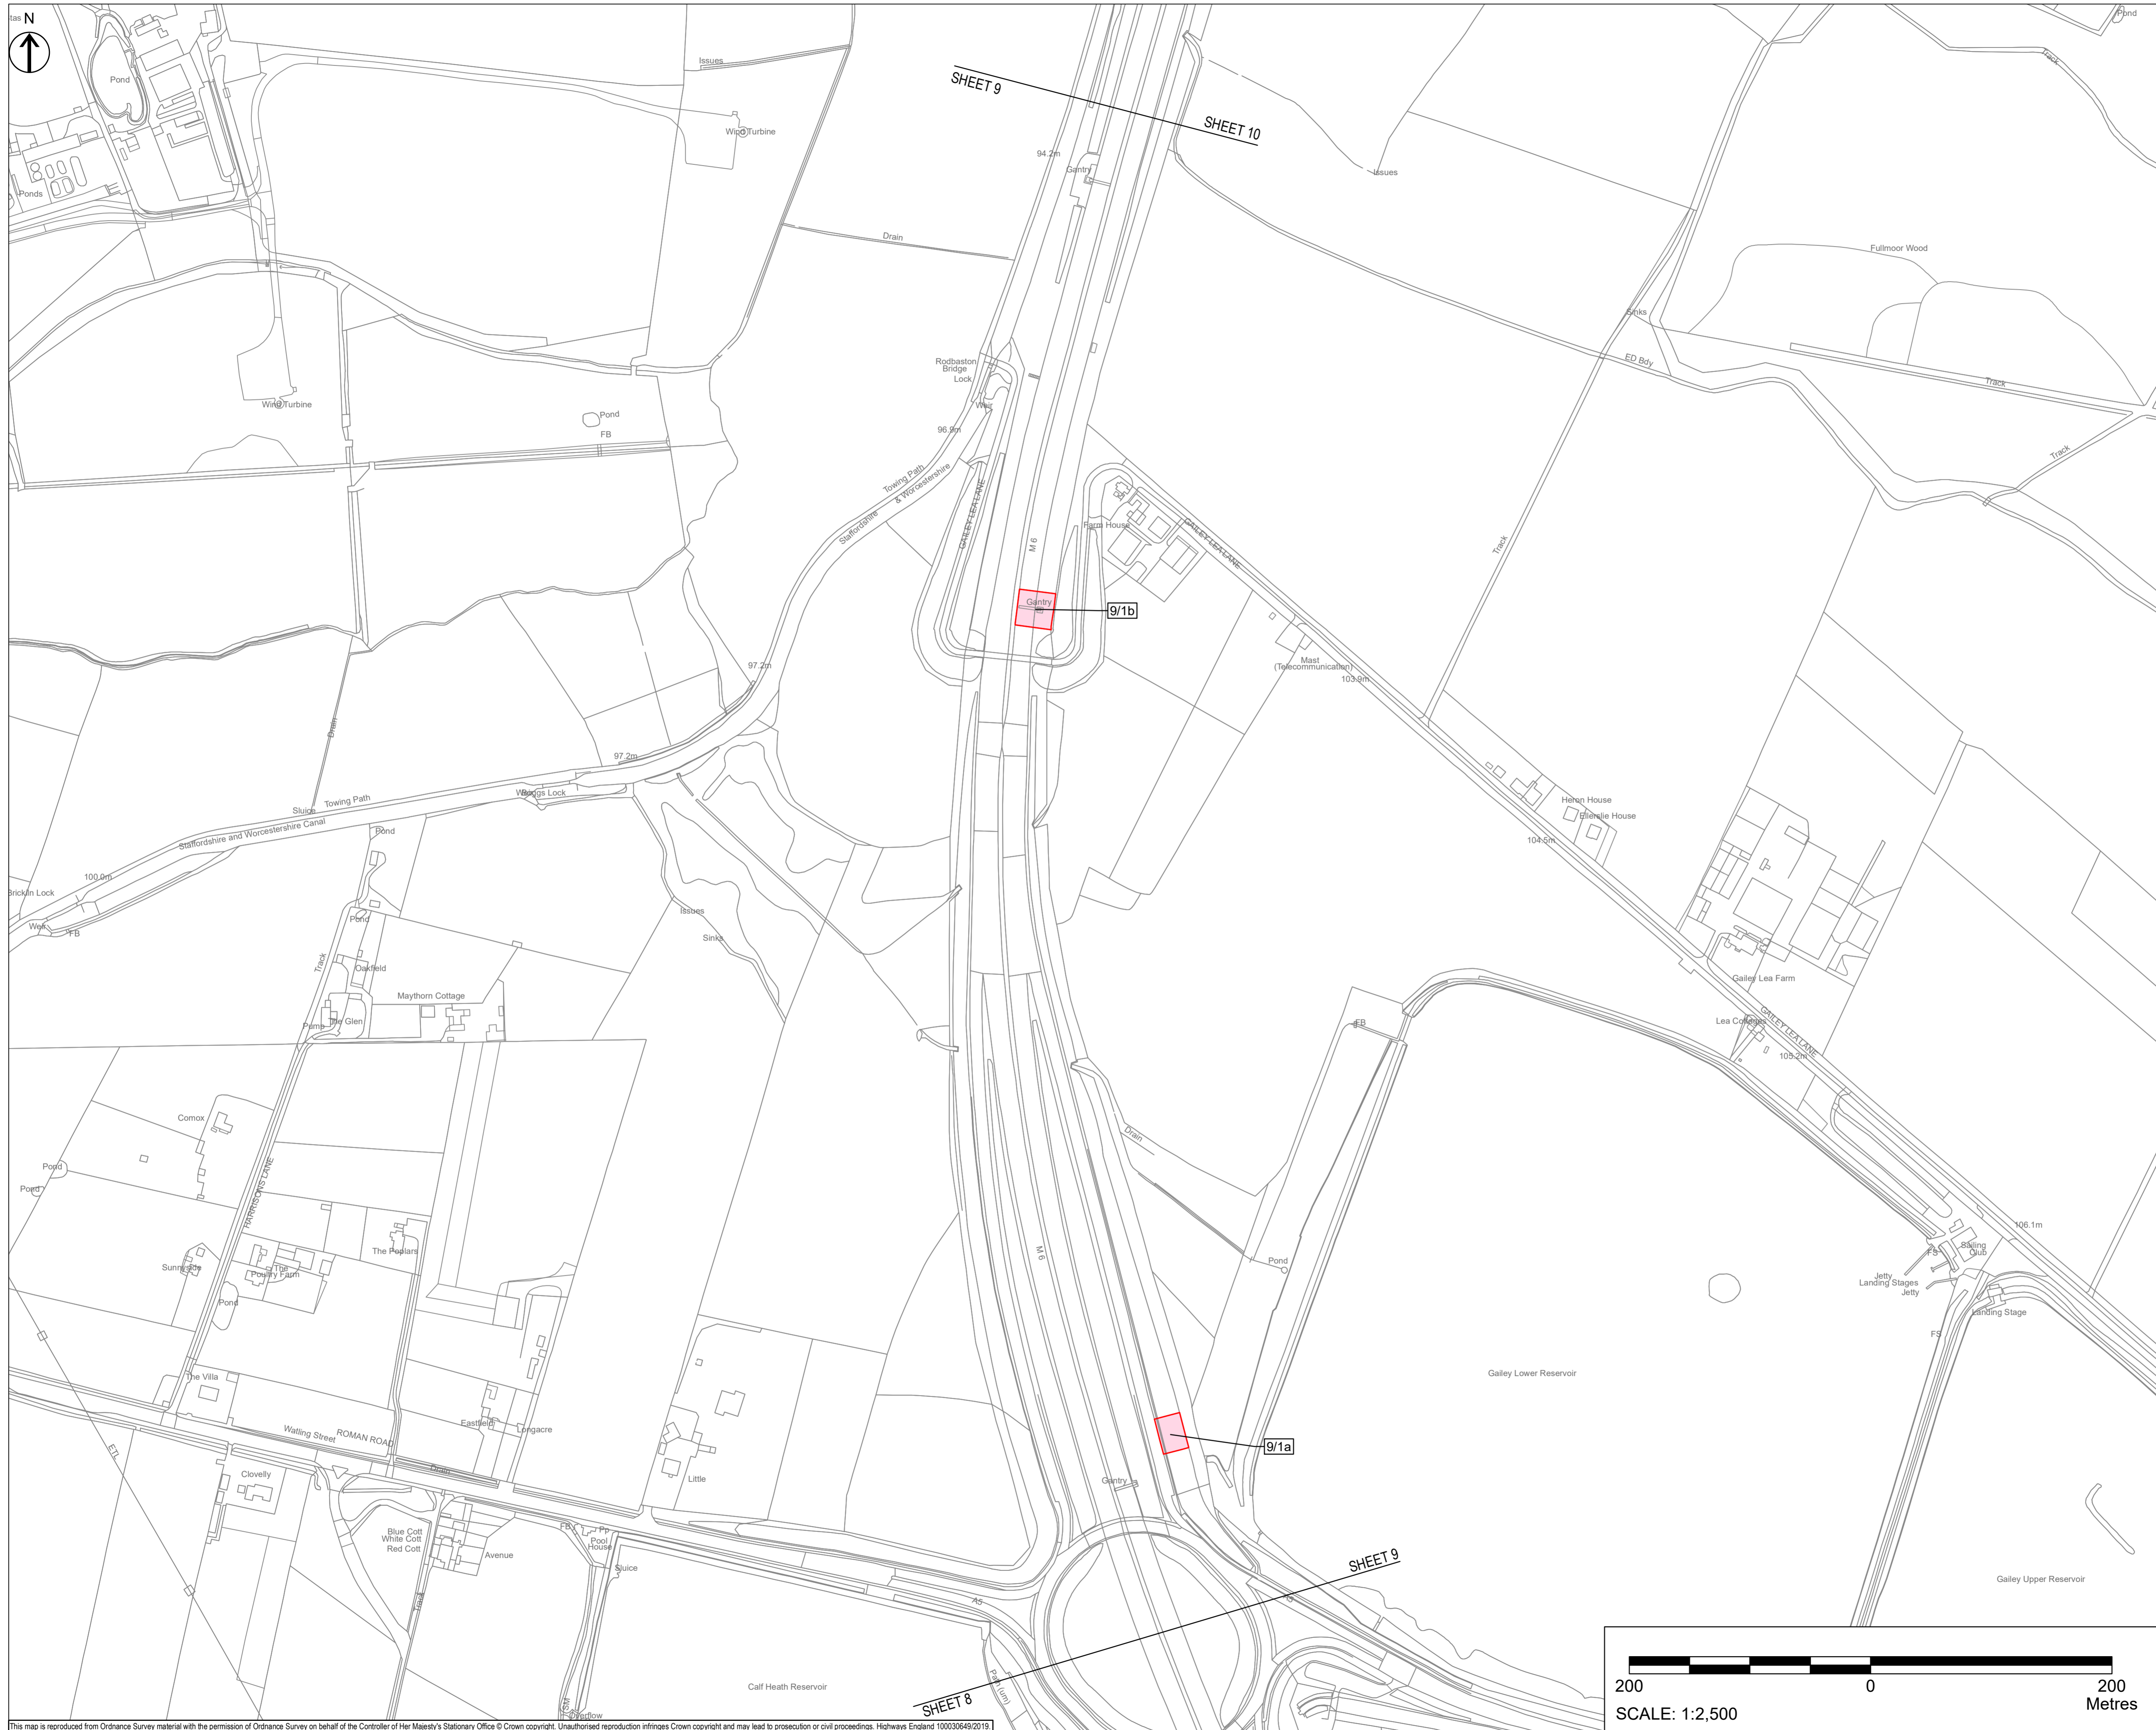 N
Pond
Issues
Wind Turbine
SHEET 9
SHEET 10
94.2m
Gantry
Issues
Track
Pond
Ponds
Drain
Fullmoor Wood
Sinks
ED Bdy
Track
Track
Rodbaston
Bridge
Lock
Weir
96.9m
Wind Turbine
Pond
FB
Towing Path
Staffordshire
& Worcestershire
GAILEY LEA LANE
M 6
Farm House
GAILEY LEA LANE
Track
Gantry
9/1b
Mast
(Telecommunication)
103.9m
97.2m
Drain
97.2m
Briggs Lock
Sluice
Towing Path
Staffordshire and Worcestershire Canal
Pond
100.0m
Weir
FB
Pond
Issues
Sinks
Track
Oakfield
Maythorn Cottage
The Glen
Pump
Heron House
Ellerslie House
104.5m
Gailey Lea Farm
Lea Cottages
GAILEY LEA LANE
105.2m
FB
Comox
Pond
Pond
HARRISONS LANE
Drain
M 6
Pond
The Poplars
Sunnyside
The
Poultry Farm
Pond
106.1m
Sailing
Club
FS
Jetty
Landing Stages
Jetty
Landing Stage
FS
Gailey Lower Reservoir
The Villa
Watling Street
ROMAN ROAD
Eastfield
Longacre
Drain
ETL
Clovelly
Little
9/1a
Gantry
Blue Cott
White Cott
Red Cott
Avenue
FB
Pp
Pool
House
Sluice
Track
A5
A5
SHEET 9
SHEET 8
Path (um)
Calf Heath Reservoir
SM
Overflow
Gailey Upper Reservoir
200
0
200
Metres
SCALE: 1:2,500
This map is reproduced from Ordnance Survey material with the permission of Ordnance Survey on behalf of the Controller of Her Majesty's Stationary Office © Crown copyright. Unauthorised reproduction infringes Crown copyright and may lead to prosecution or civil proceedings. Highways England 100030649/2019.